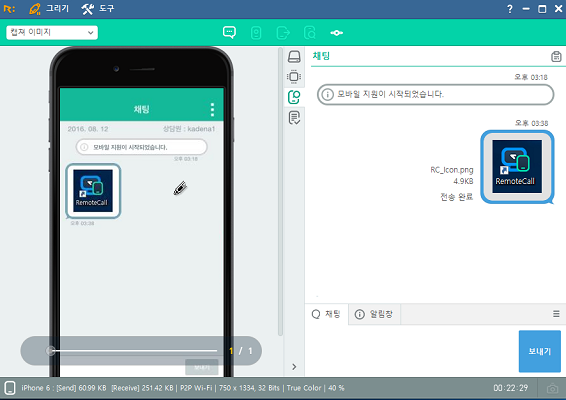 그리기 도구
캡쳐 이미지
채팅
2016. 08. 12 상담원 : kadena1
모바일 지원이 시작되었습니다.
오후 03:18
RemoteCall
오후 03:38
1 / 1
보내기
채팅
오후 03:18
모바일 지원이 시작되었습니다.
오후 03:38
RC_Icon.png
4.9KB
전송 완료
RemoteCall
채팅 알림장
보내기
iPhone 6 : [Send] 60.99 KB [Receive] 251.42 KB | P2P Wi-Fi | 750 x 1334, 32 Bits | True Color | 40 %
00:22:29